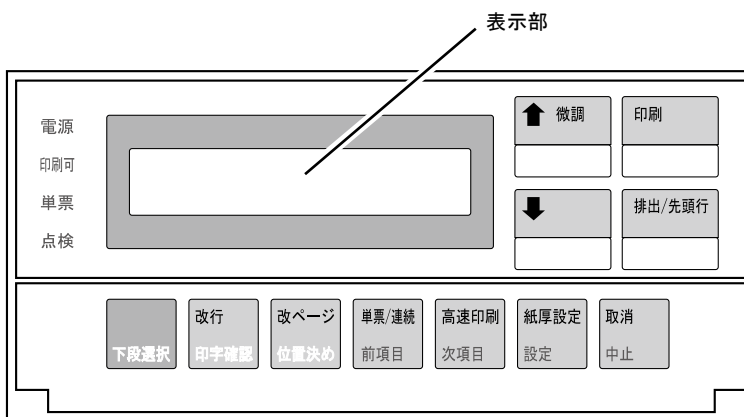 表示部
電源
印刷可
単票
点検
微調
印刷
排出/先頭行
下段選択
改行
印字確認
改ページ
位置決め
単票/連続
前項目
高速印刷
次項目
紙厚設定
設定
取消
中止